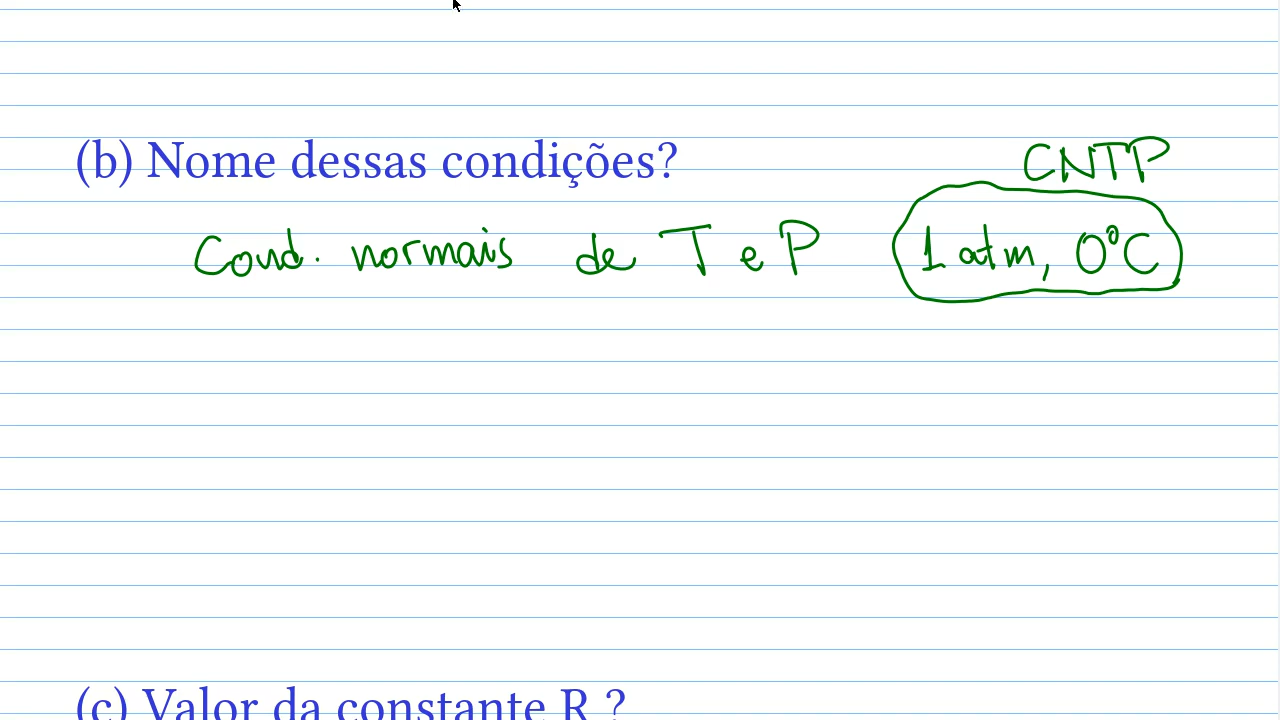 (b) Nome dessas condições?
CNTP
Cond. normais de T e P 1 atm, 0°C
(c) Valor da constante R ?